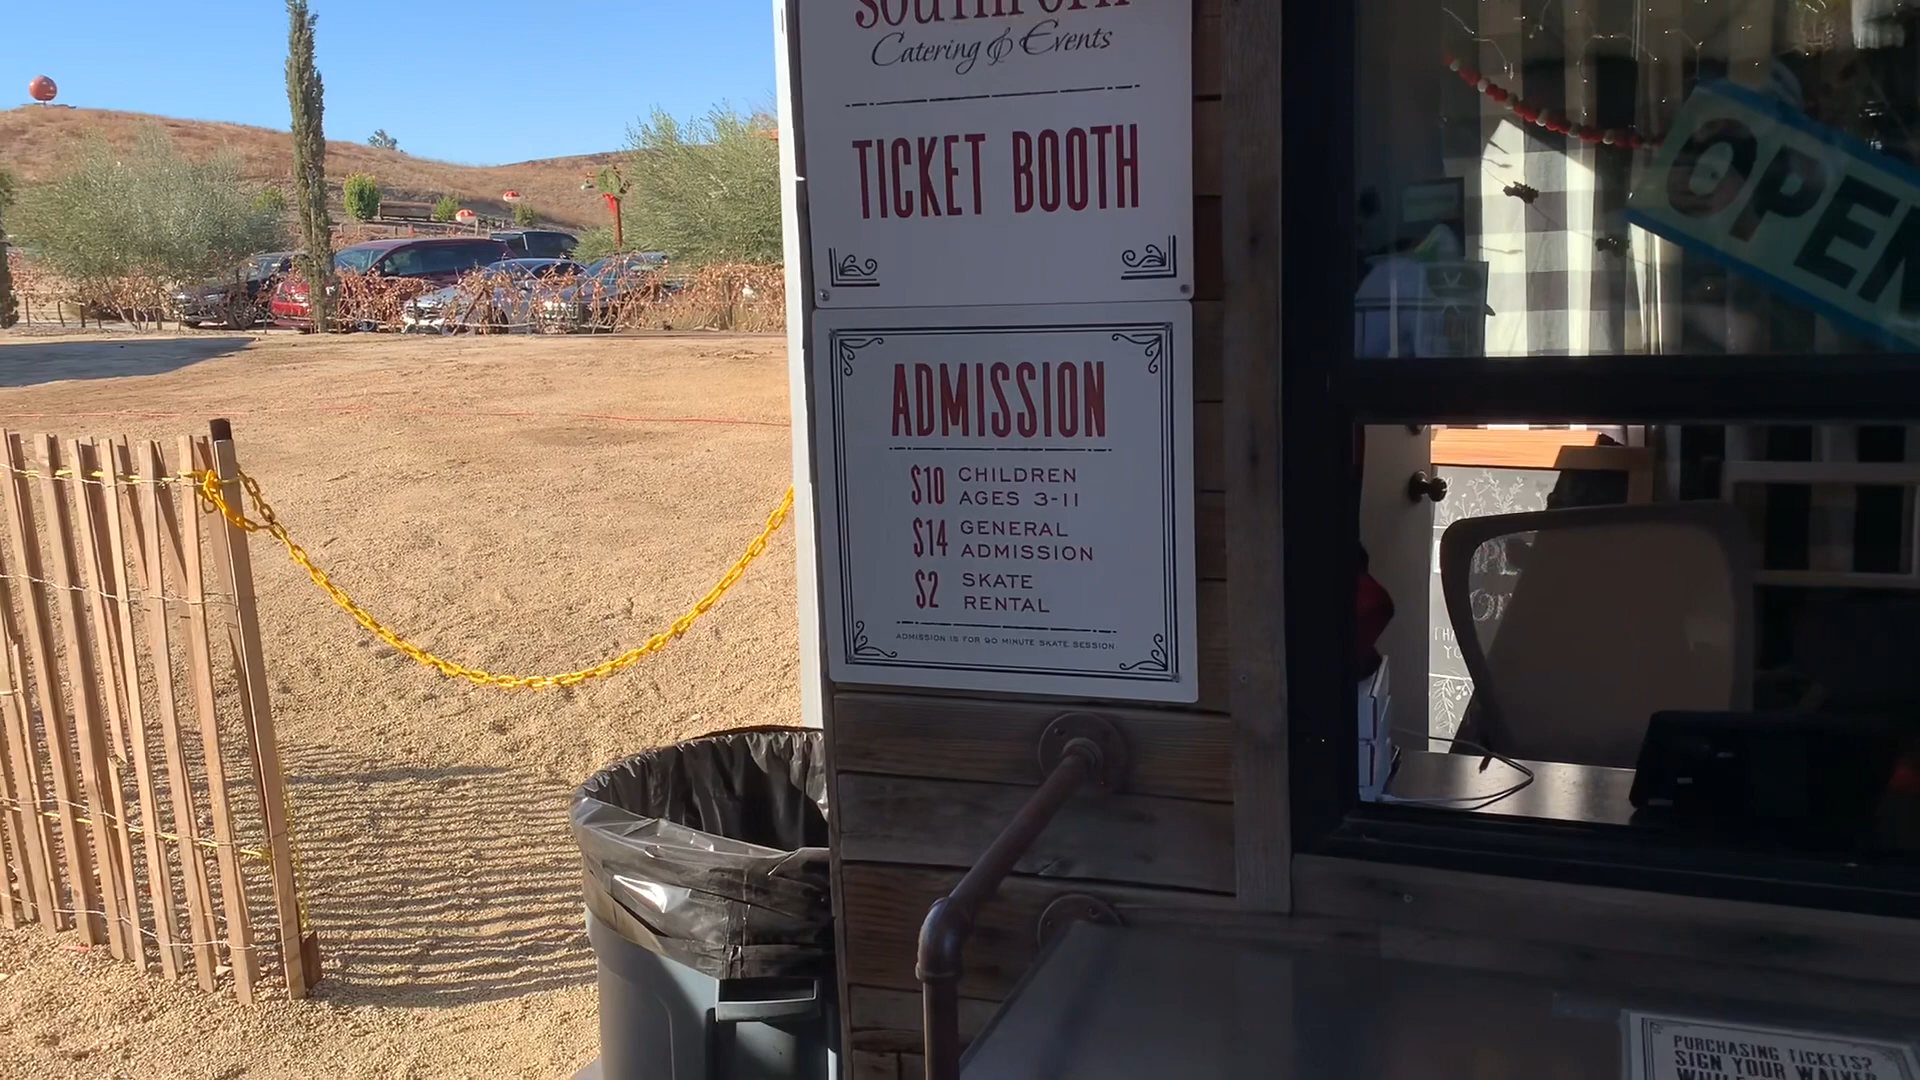 Catering & Events
TICKET BOOTH
OPEN
ADMISSION
$10 CHILDREN
AGES 3-11
$14 GENERAL
ADMISSION
$2 SKATE
RENTAL
ADMISSION IS FOR 90 MINUTE SKATE SESSION
PURCHASING TICKETS?
SIGN YOUR WAIVER